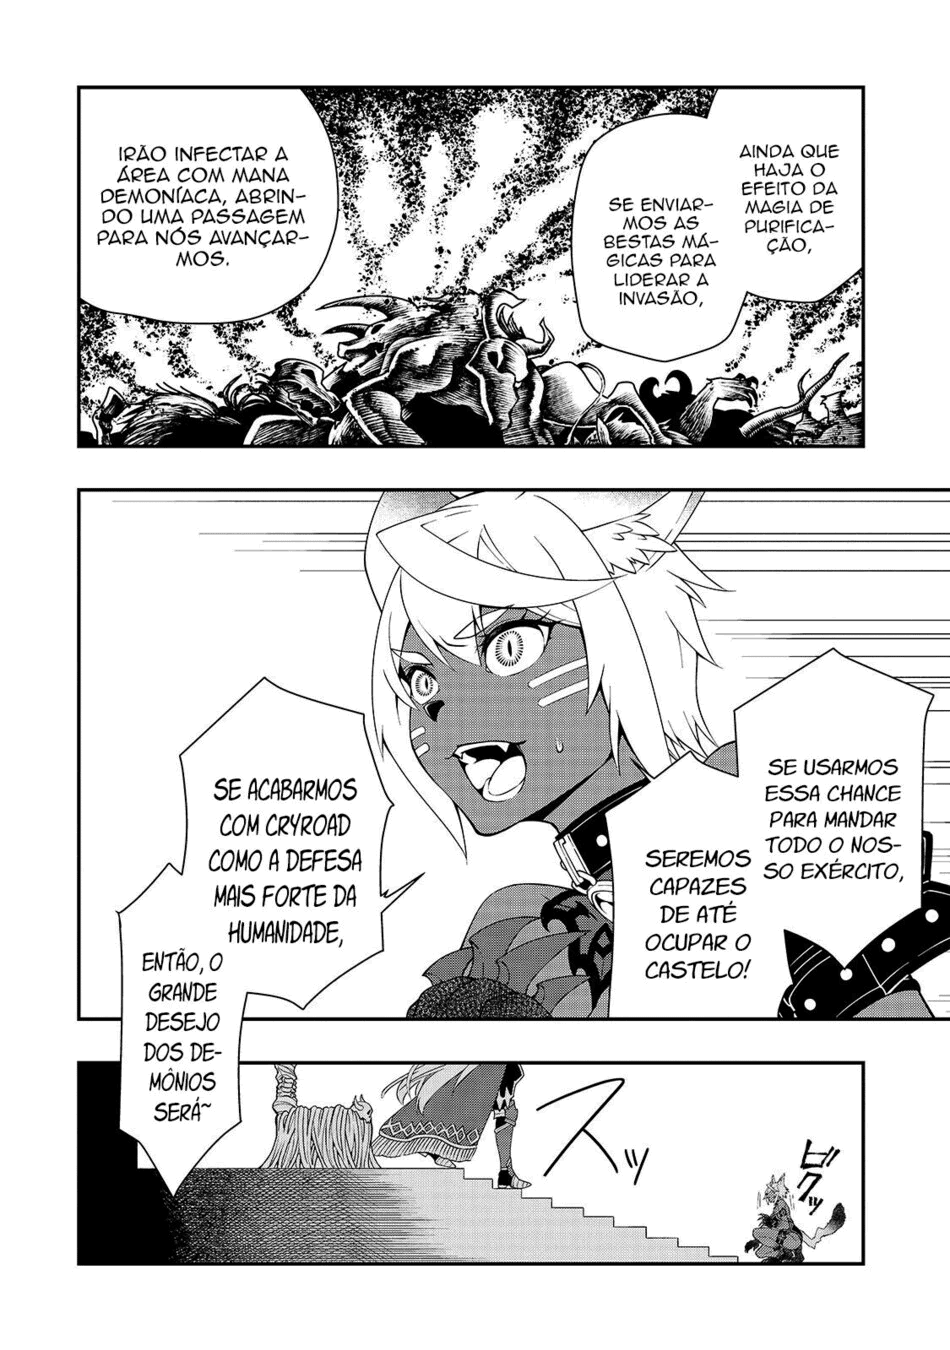 AINDA QUE
HAJA O
EFEITO DA
MAGIA DE
PURIFICA-
ÇÃO,
SE ENVIAR-
MOS AS
BESTAS MÁ-
GICAS PARA
LIDERAR A
INVASÃO,
IRÃO INFECTAR A
ÁREA COM MANA
DEMONÍACA, ABRIN-
DO UMA PASSAGEM
PARA NÓS AVANÇAR-
MOS.
SE USARMOS
ESSA CHANCE
PARA MANDAR
TODO O NOS-
SO EXÉRCITO,
SEREMOS
CAPAZES
DE ATÉ
OCUPAR O
CASTELO!
SE ACABARMOS
COM CRYROAD
COMO A DEFESA
MAIS FORTE DA
HUMANIDADE,
ENTÃO, O
GRANDE
DESEJO
DOS DE-
MÔNIOS
SERÁ~
スッ
ビクッ